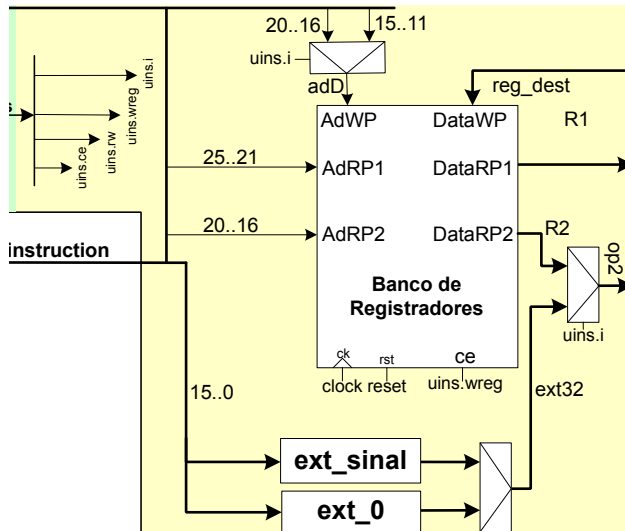 20..16
15..11
uins.i
adD
reg_dest
uins.i
uins.wreg
uins.rw
uins.ce
s
AdWP
DataWP
R1
25..21
AdRP1
DataRP1
20..16
AdRP2
DataRP2
R2
op2
instruction
Banco de
Registradores
uins.i
ck
rst
ce
clock
reset
uins.wreg
15..0
ext32
ext_sinal
ext_0